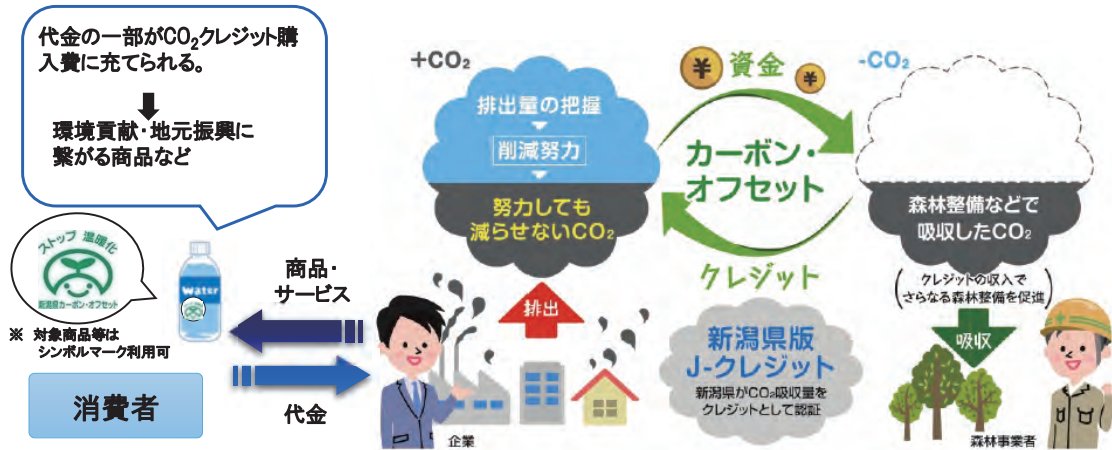 代金の一部がCO₂クレジット購
入費に充てられる。
環境貢献・地元振興に
繋がる商品など
ストップ 温暖化
新潟県カーボン・オフセット
※ 対象商品等は
シンボルマーク利用可
消費者
Water
商品・
サービス
代金
+CO₂
排出量の把握
削減努力
努力しても
減らせないCO₂
排出
企業
¥ 資金 ¥
カーボン・
オフセット
クレジット
新潟県版
J-クレジット
新潟県がCO₂吸収量を
クレジットとして認証
-CO₂
森林整備などで
吸収したCO₂
(クレジットの収入で
さらなる森林整備を促進)
吸収
森林事業者